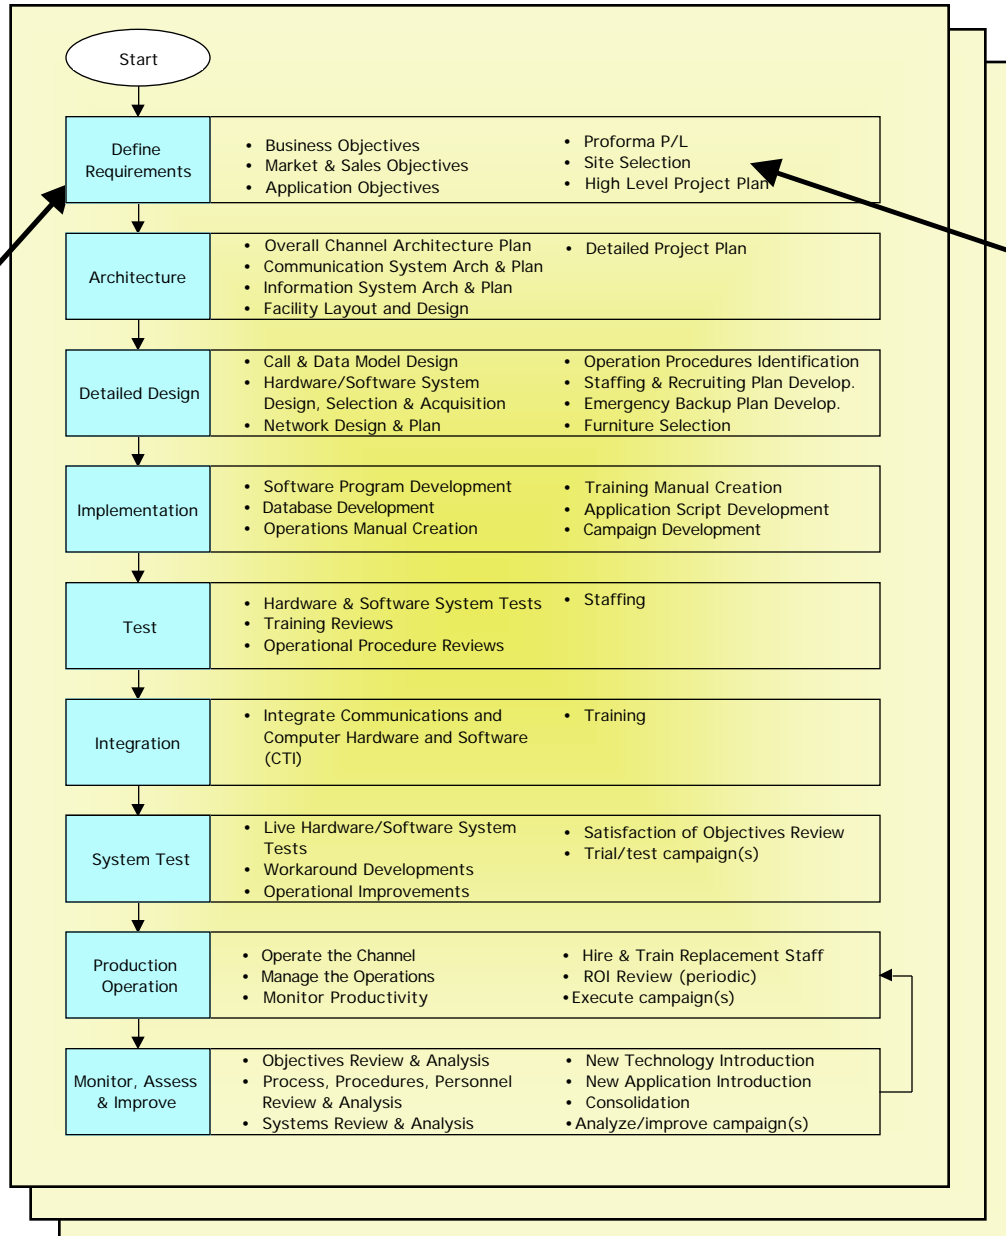 Start
Define
Requirements
• Business Objectives
• Market & Sales Objectives
• Application Objectives
• Proforma P/L
• Site Selection
• High Level Project Plan
Architecture
• Overall Channel Architecture Plan
• Communication System Arch & Plan
• Information System Arch & Plan
• Facility Layout and Design
• Detailed Project Plan
Detailed Design
• Call & Data Model Design
• Hardware/Software System
Design, Selection & Acquisition
• Network Design & Plan
• Operation Procedures Identification
• Staffing & Recruiting Plan Develop.
• Emergency Backup Plan Develop.
• Furniture Selection
Implementation
• Software Program Development
• Database Development
• Operations Manual Creation
• Training Manual Creation
• Application Script Development
• Campaign Development
Test
• Hardware & Software System Tests
• Training Reviews
• Operational Procedure Reviews
• Staffing
Integration
• Integrate Communications and
Computer Hardware and Software
(CTI)
• Training
System Test
• Live Hardware/Software System
Tests
• Workaround Developments
• Operational Improvements
• Satisfaction of Objectives Review
• Trial/test campaign(s)
Production
Operation
• Operate the Channel
• Manage the Operations
• Monitor Productivity
• Hire & Train Replacement Staff
• ROI Review (periodic)
• Execute campaign(s)
Monitor, Assess
& Improve
• Objectives Review & Analysis
• Process, Procedures, Personnel
Review & Analysis
• Systems Review & Analysis
• New Technology Introduction
• New Application Introduction
• Consolidation
• Analyze/improve campaign(s)